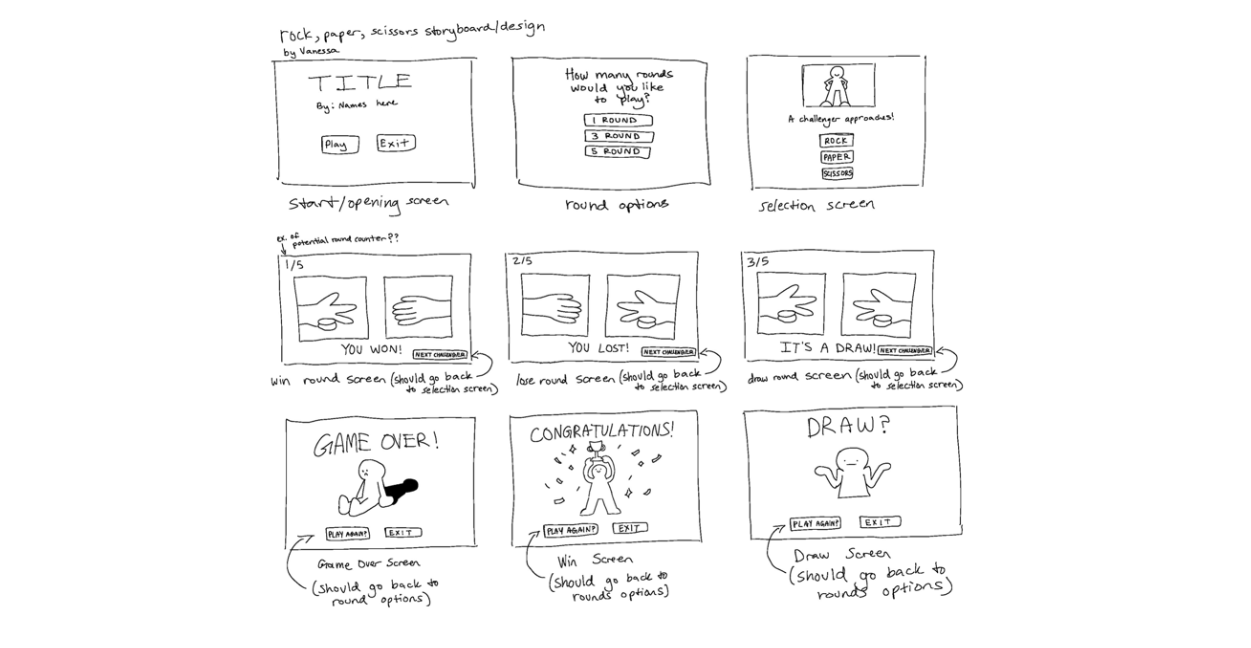 rock, paper, scissors storyboard/design
by Vanessa
TITLE
By: Names here
Play
Exit
Start/opening screen
How many rounds
would you like
to play?
1 ROUND
3 ROUND
5 ROUND
round options
A challenger approaches!
ROCK
PAPER
SCISSORS
selection screen
ex. of
potential round counter??
1/5
YOU WON!
NEXT CHALLENGER
win round screen (should go back
to selection screen)
2/5
YOU LOST!
NEXT CHALLENGER
lose round screen (should go back
to selection screen)
3/5
IT'S A DRAW!
NEXT CHALLENGER
draw round screen (should go back
to selection screen)
GAME OVER!
PLAY AGAIN?
EXIT
Game Over Screen
(should go back to
round options)
CONGRATULATIONS!
PLAY AGAIN?
EXIT
Win Screen
(should go back to
rounds options)
DRAW?
PLAY AGAIN?
EXIT
Draw Screen
(should go back to
rounds options)